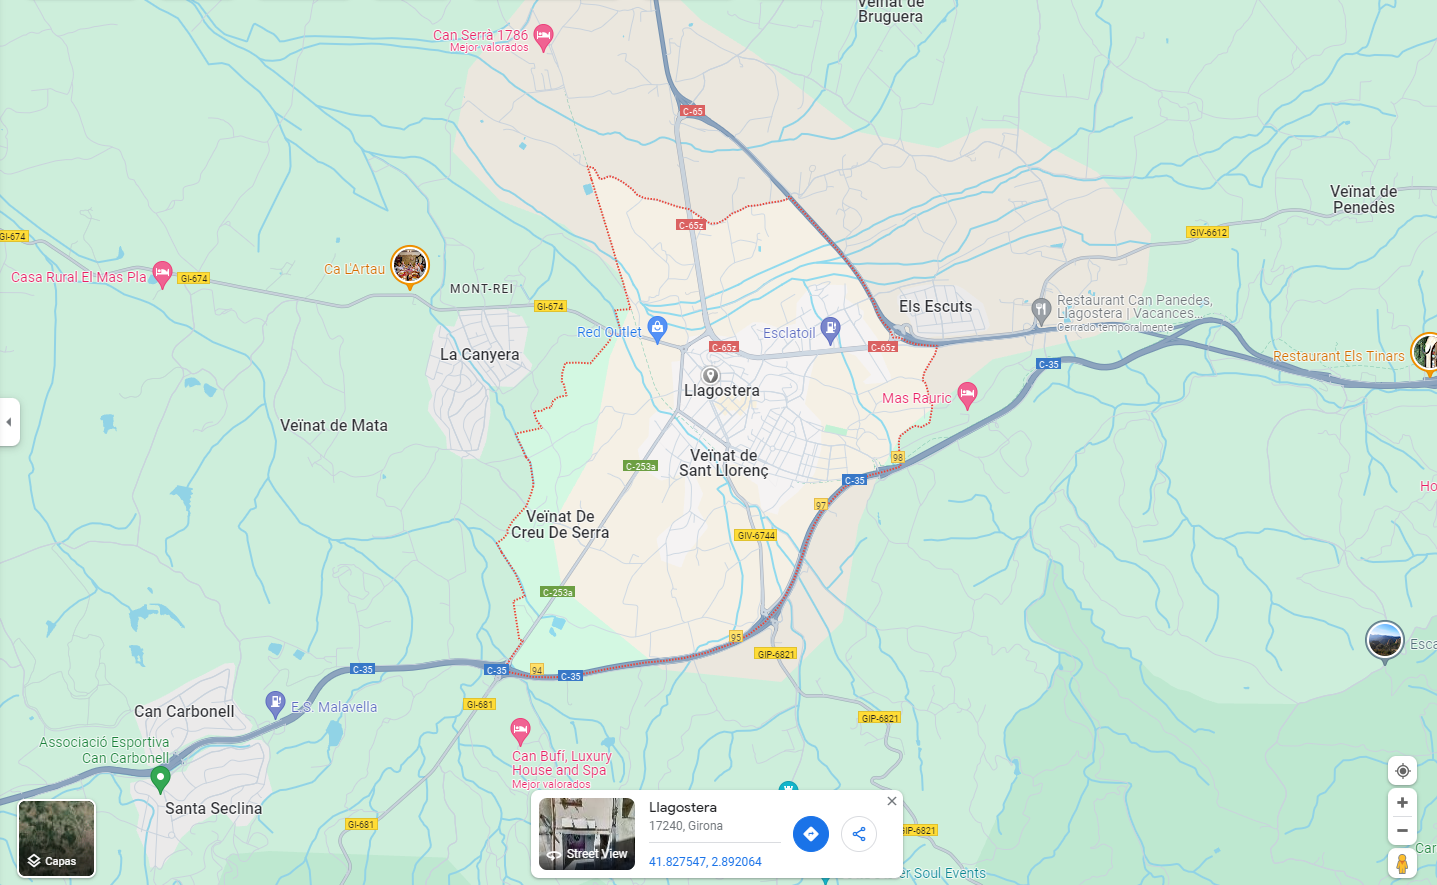 Veïnat de
Bruguera
Can Serrà 1786
Mejor valorados
C-65
Veïnat de
Penedès
C-65z
GIV-6612
GI-674
Ca L'Artau
Casa Rural El Mas Pla
GI-674
MONT-REI
GI-674
Els Escuts
Restaurant Can Panedes,
Llagostera | Vacances...
Cerrado temporalmente
Red Outlet
Esclatoil
C-65z
C-65z
La Canyera
Restaurant Els Tinars
C-35
Llagostera
Mas Rauric
Veïnat de Mata
Veïnat de
Sant Llorenç
98
C-253a
C-35
Ho
97
Veïnat De
Creu De Serra
GIV-6744
C-253a
95
Esca
GIP-6821
C-35
C-35
94
C-35
GI-681
Can Carbonell
E.S. Malavella
GIP-6821
Associació Esportiva
Can Carbonell
Can Bufí, Luxury
House and Spa
Mejor valorados
Santa Seclina
GI-681
GIP-6821
Llagostera
17240, Girona
41.827547, 2.892064
Street View
Capas
Car
er Soul Events